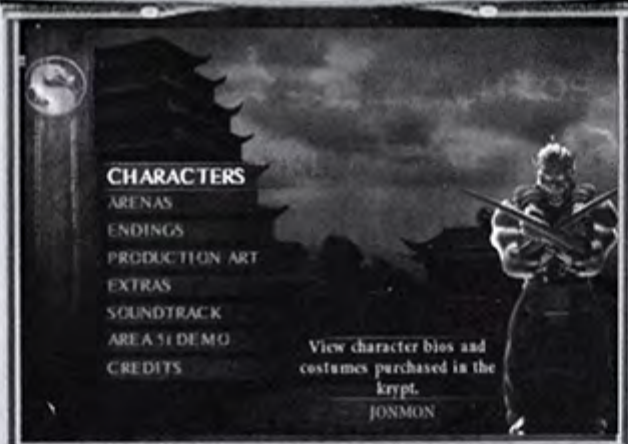 CHARACTERS
ARENAS
ENDINGS
PRODUCTION ART
EXTRAS
SOUNDTRACK
AREA 51 DEMO
CREDITS
View character bios and
costumes purchased in the
krypt.
JONMON